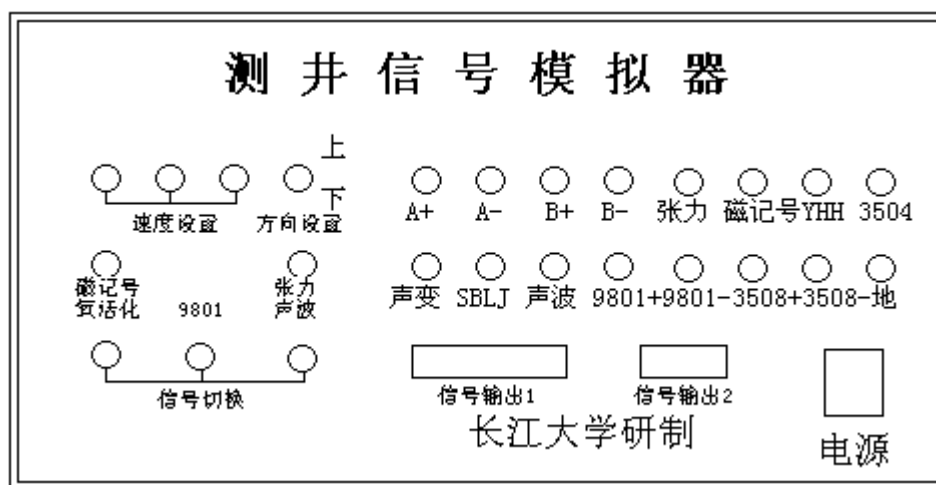 测井信号模拟器
上
下
速度设置 方向设置
A+ A- B+ B- 张力 磁记号 YHH 3504
磁记号 张力
氧活化 9801 声波
声变 SBLJ 声波 9801+ 9801- 3508+ 3508- 地
信号切换
信号输出1 信号输出2
长江大学研制
电源